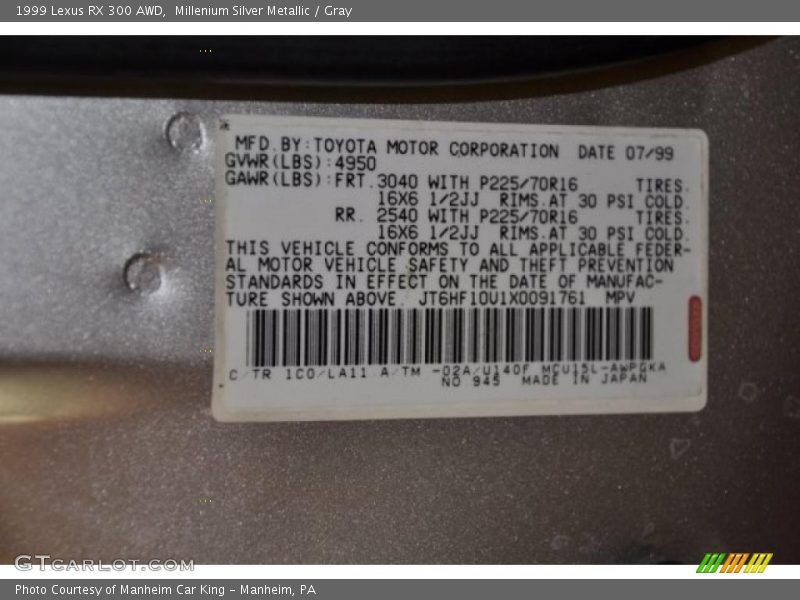 1999 Lexus RX 300 AWD,  Millenium Silver Metallic / Gray
MFD.BY:TOYOTA MOTOR CORPORATION  DATE 07/99
GVWR(LBS):4950
GAWR(LBS):FRT.3040 WITH P225/70R16 TIRES.
16X6 1/2JJ RIMS.AT 30 PSI COLD.
RR. 2540 WITH P225/70R16 TIRES.
16X6 1/2JJ RIMS.AT 30 PSI COLD.
THIS VEHICLE CONFORMS TO ALL APPLICABLE FEDER-
AL MOTOR VEHICLE SAFETY AND THEFT PREVENTION
STANDARDS IN EFFECT ON THE DATE OF MANUFAC-
TURE SHOWN ABOVE. JT6HF10U1X0091761 MPV
C/TR 1C0/LA11 A/TM -02A/U140F MCU15L-AWPGKA
NO 945 MADE IN JAPAN
GTCARLOT.COM
Photo Courtesy of Manheim Car King - Manheim, PA